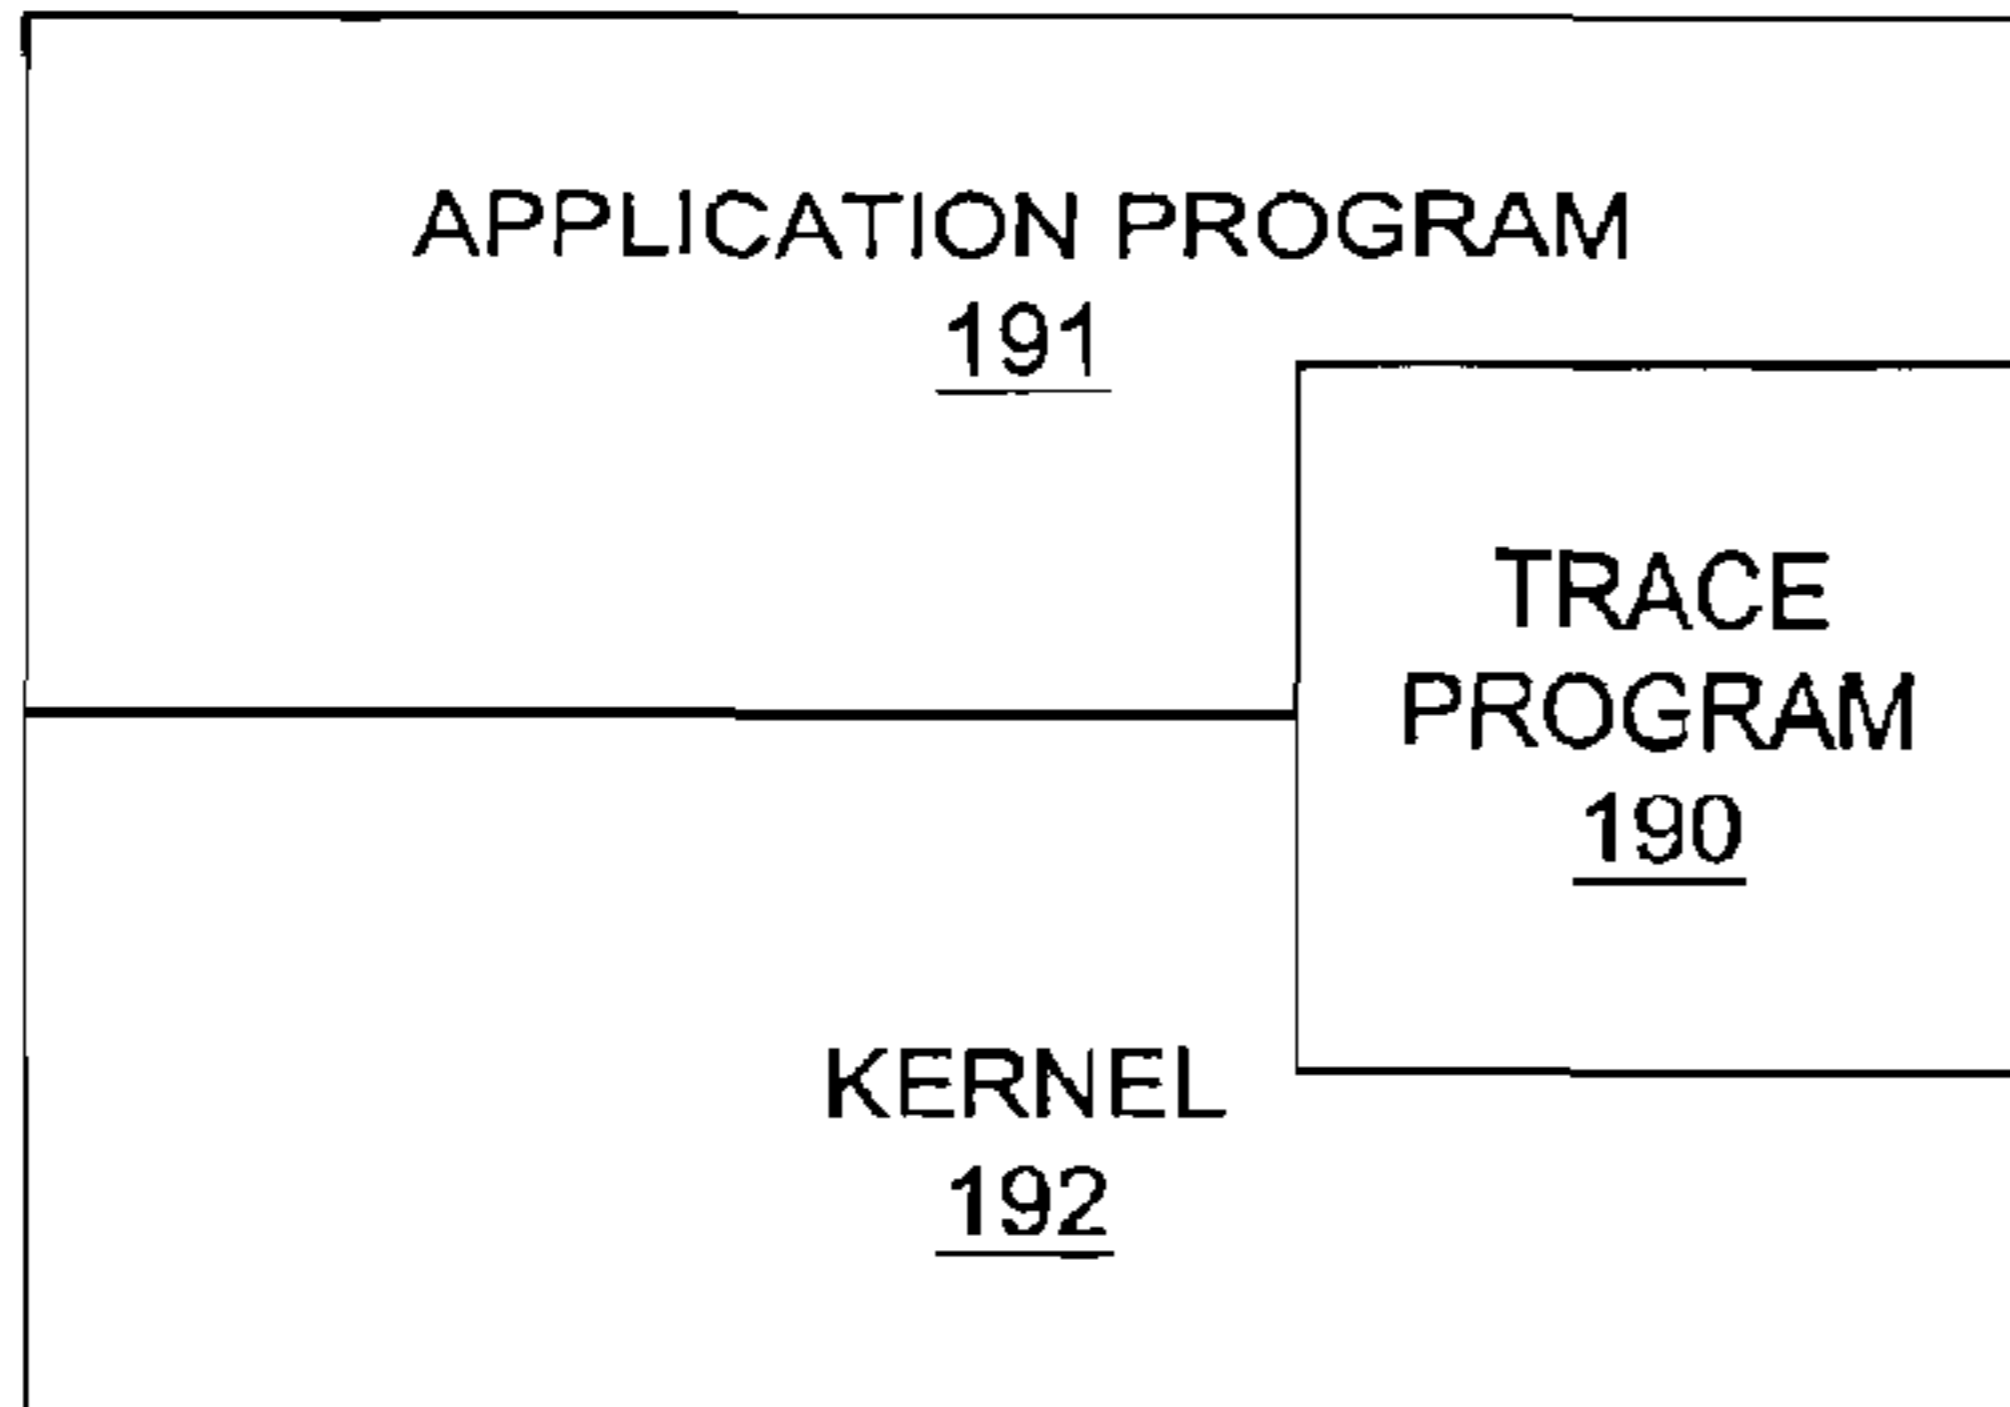 APPLICATION PROGRAM
191
TRACE
PROGRAM
190
KERNEL
192